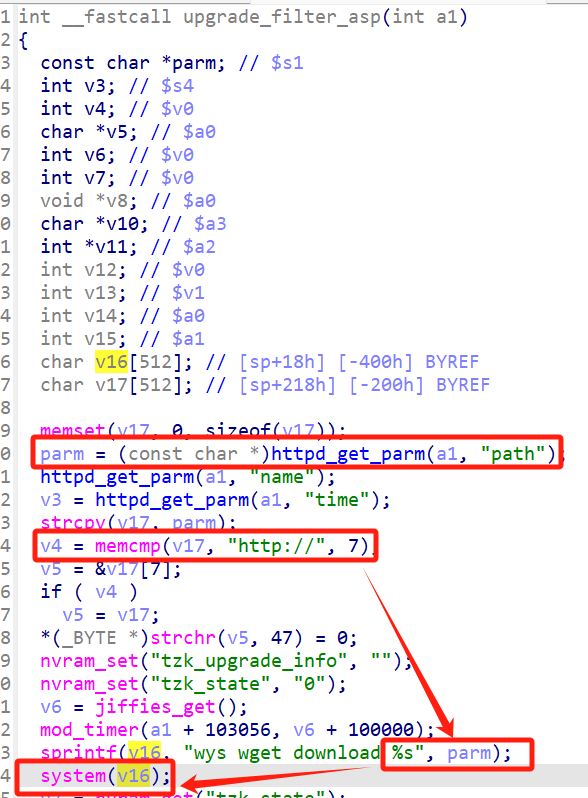 1 int __fastcall upgrade_filter_asp(int a1)
2 {
3 const char *parm; // $s1
4 int v3; // $s4
5 int v4; // $v0
6 char *v5; // $a0
7 int v6; // $v0
8 int v7; // $v0
9 void *v8; // $a0
0 char *v10; // $a3
1 int *v11; // $a2
2 int v12; // $v0
3 int v13; // $v1
4 int v14; // $a0
5 int v15; // $a1
6 char v16[512]; // [sp+18h] [-400h] BYREF
7 char v17[512]; // [sp+218h] [-200h] BYREF
8
9 memset(v17, 0, sizeof(v17));
0 parm = (const char *)httpd_get_parm(a1, "path");
1 httpd_get_parm(a1, "name");
2 v3 = httpd_get_parm(a1, "time");
3 strcpy(v17, parm);
4 v4 = memcmp(v17, "http://", 7)
5 v5 = &v17[7];
6 if ( v4 )
7 v5 = v17;
8 *(_BYTE *)strchr(v5, 47) = 0;
9 nvram_set("tzk_upgrade_info", "");
0 nvram_set("tzk_state", "0");
1 v6 = jiffies_get();
2 mod_timer(a1 + 103056, v6 + 100000);
3 sprintf(v16, "wys wget download %s", parm);
4 system(v16);